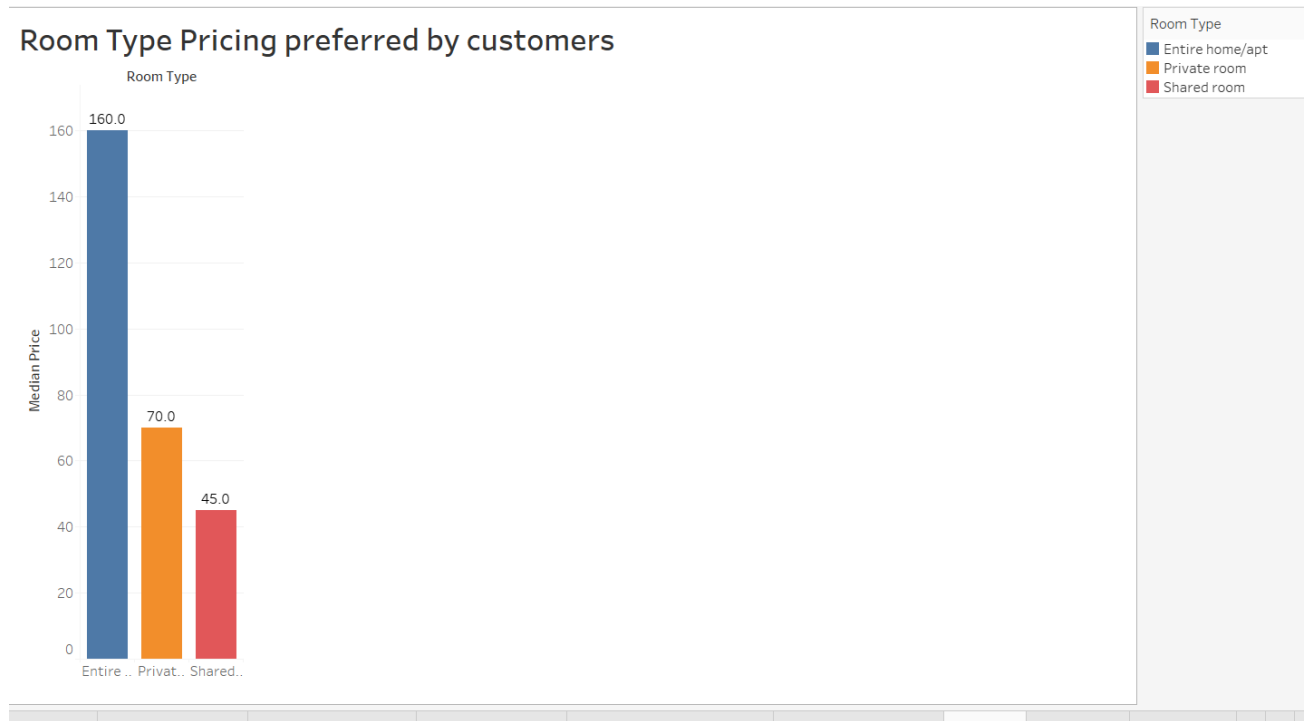 Room Type Pricing preferred by customers
Room Type
Room Type
Entire home/apt
Private room
Shared room
160.0
160
140
120
100
80
60
40
20
0
Median Price
70.0
45.0
Entire .. Privat.. Shared..